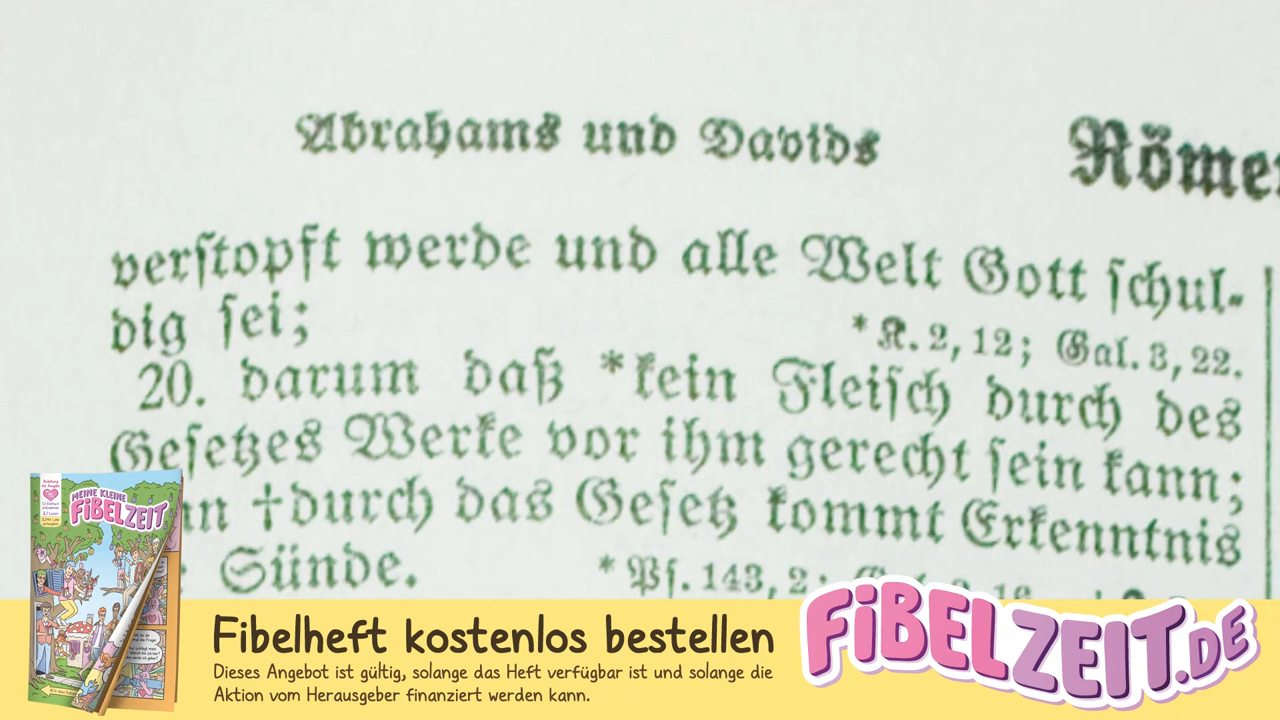 Abrahams und Davids
Römer
verstopft werde und alle Welt Gott schul-
dig sei;
* K. 2, 12; Gal. 3, 22.
20. darum daß *kein Fleisch durch des
Gesetzes Werke vor ihm gerecht sein kann;
†durch das Gesetz kommt Erkenntnis
Sünde.
* Ps. 143, 2;
MEINE KLEINE
FiBELZEIT
Fibelheft kostenlos bestellen
Dieses Angebot ist gültig, solange das Heft verfügbar ist und solange die
Aktion vom Herausgeber finanziert werden kann.
FiBELZEIT.DE